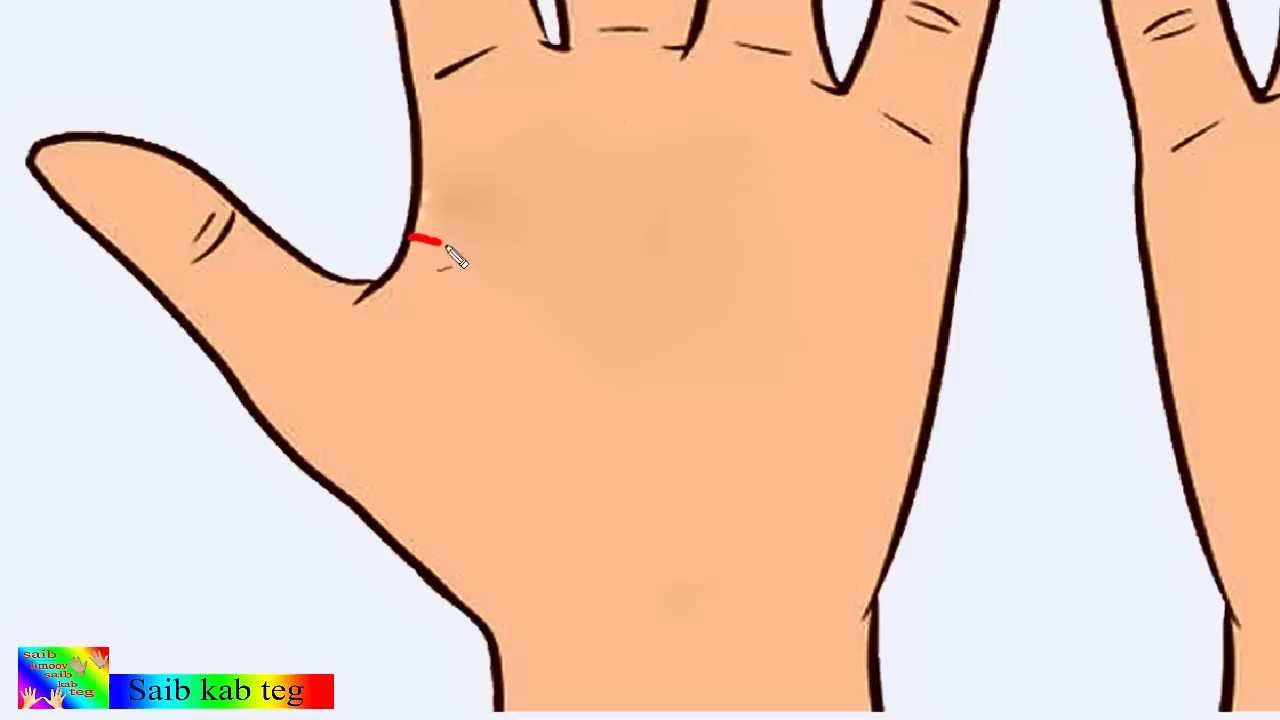 saib
hmoov
saib
kab
teg
Saib kab teg